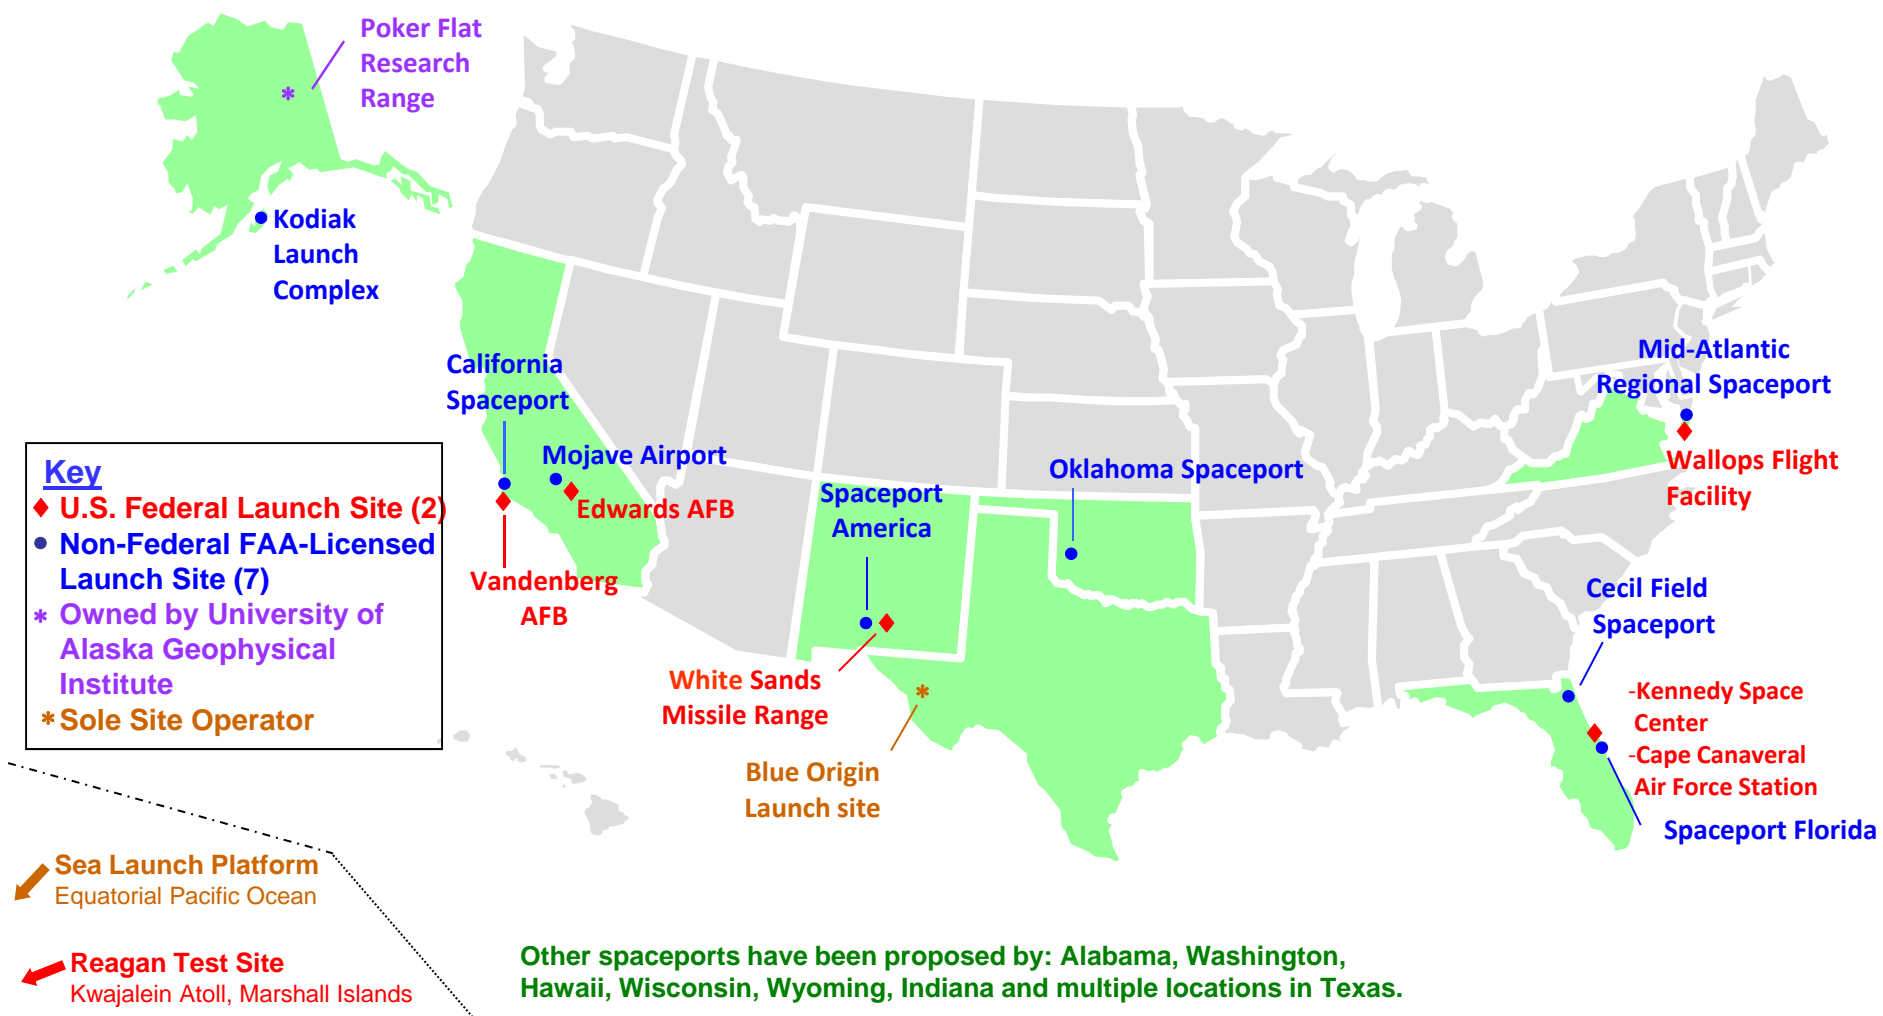 Poker Flat
Research
Range
Kodiak
Launch
Complex
California
Spaceport
Mojave Airport
Edwards AFB
Vandenberg
AFB
Spaceport
America
Oklahoma Spaceport
White Sands
Missile Range
Blue Origin
Launch site
Mid-Atlantic
Regional Spaceport
Wallops Flight
Facility
Cecil Field
Spaceport
-Kennedy Space
Center
-Cape Canaveral
Air Force Station
Spaceport Florida
Key
U.S. Federal Launch Site (2)
Non-Federal FAA-Licensed
Launch Site (7)
* Owned by University of
Alaska Geophysical
Institute
* Sole Site Operator
Sea Launch Platform
Equatorial Pacific Ocean
Reagan Test Site
Kwajalein Atoll, Marshall Islands
Other spaceports have been proposed by: Alabama, Washington,
Hawaii, Wisconsin, Wyoming, Indiana and multiple locations in Texas.